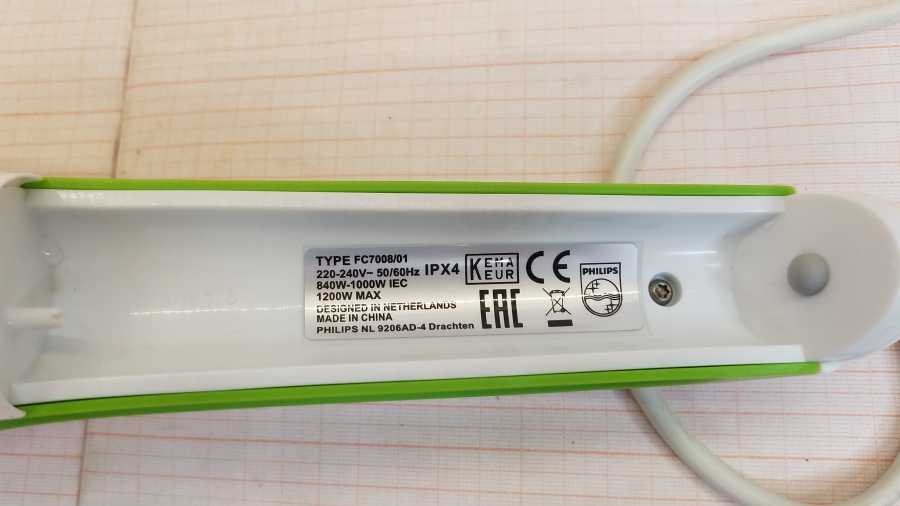 TYPE FC7008/01
220-240V~ 50/60Hz IPX4
840W-1000W IEC
1200W MAX
DESIGNED IN NETHERLANDS
MADE IN CHINA
PHILIPS NL 9206AD-4 Drachten
KEMA
EUR
CE
EAC
PHILIPS